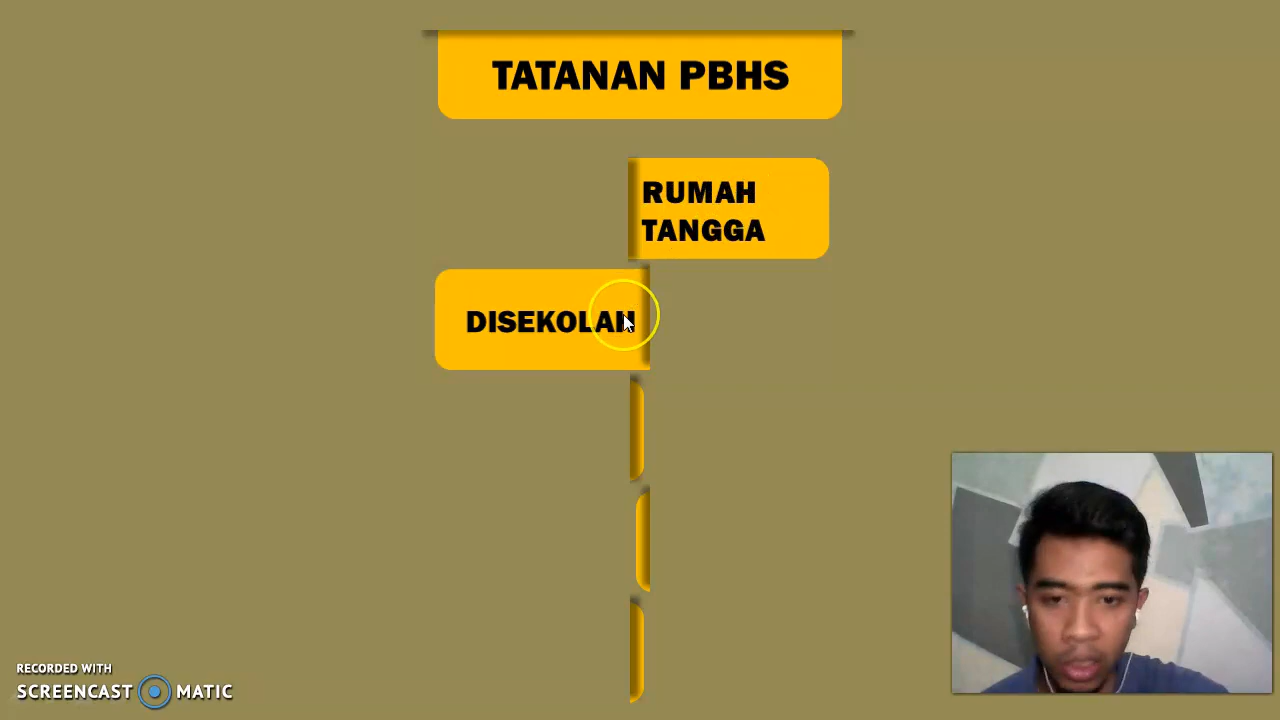 TATANAN PBHS
RUMAH
TANGGA
DISEKOLAH
RECORDED WITH
SCREENCAST MATIC